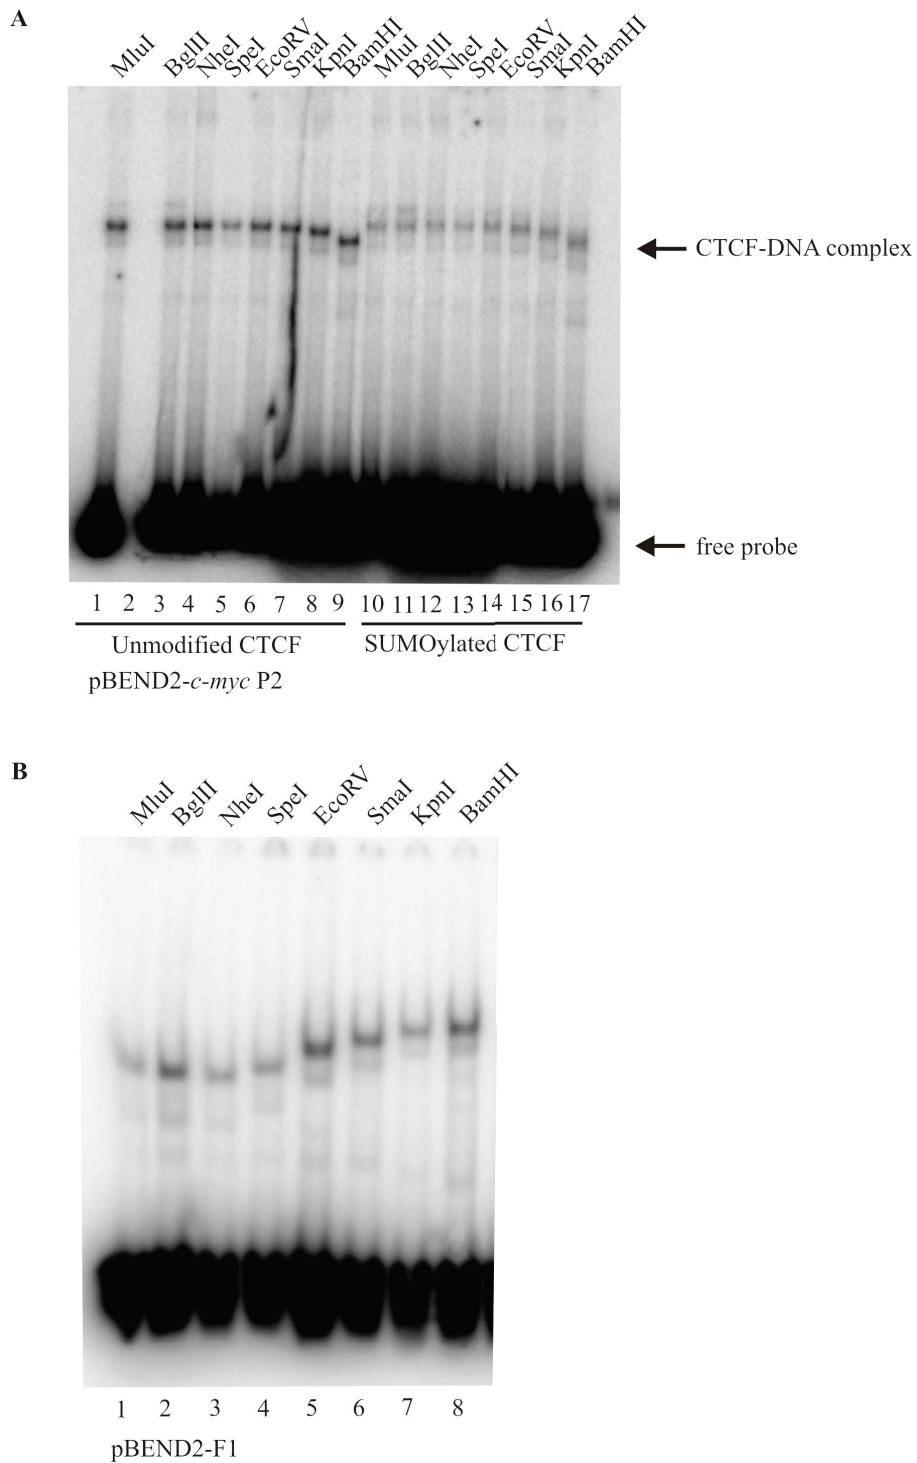 A
MluI BglII NheI SpeI EcoRV SmaI KpnI BamHI MluI BglII NheI SpeI EcoRV SmaI KpnI BamHI
CTCF-DNA complex
free probe
1 2 3 4 5 6 7 8 9 10 11 12 13 14 15 16 17
Unmodified CTCF SUMOylated CTCF
pBEND2-c-myc P2
B
MluI BglII NheI SpeI EcoRV SmaI KpnI BamHI
1 2 3 4 5 6 7 8
pBEND2-F1